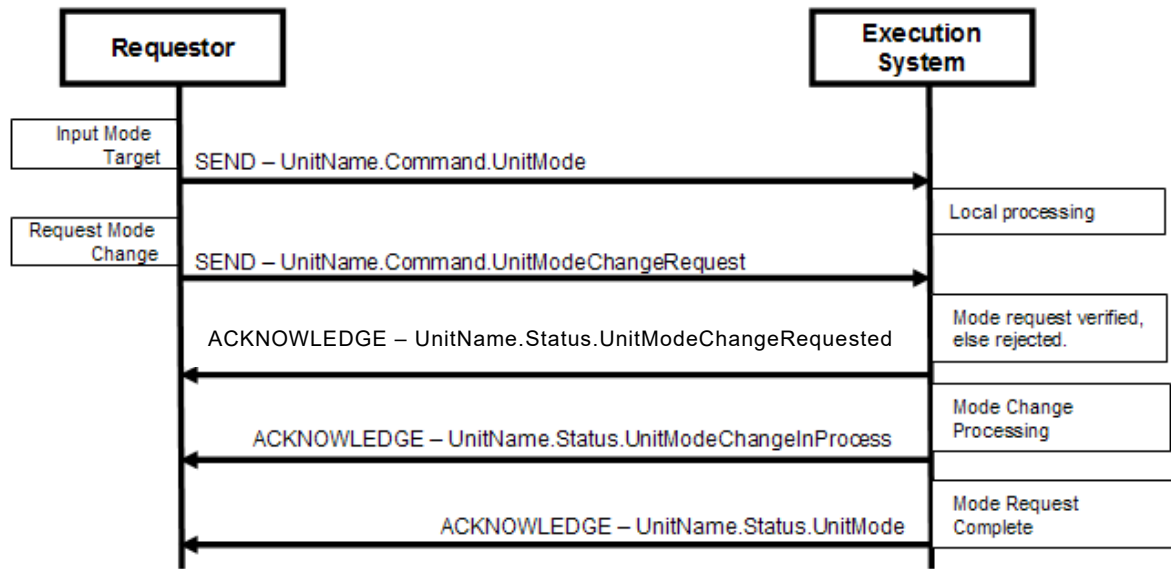 Requestor
Execution
System
Input Mode
Target
SEND – UnitName.Command.UnitMode
Local processing
Request Mode
Change
SEND – UnitName.Command.UnitModeChangeRequest
Mode request verified,
else rejected.
ACKNOWLEDGE – UnitName.Status.UnitModeChangeRequested
Mode Change
Processing
ACKNOWLEDGE – UnitName.Status.UnitModeChangeInProcess
Mode Request
Complete
ACKNOWLEDGE – UnitName.Status.UnitMode